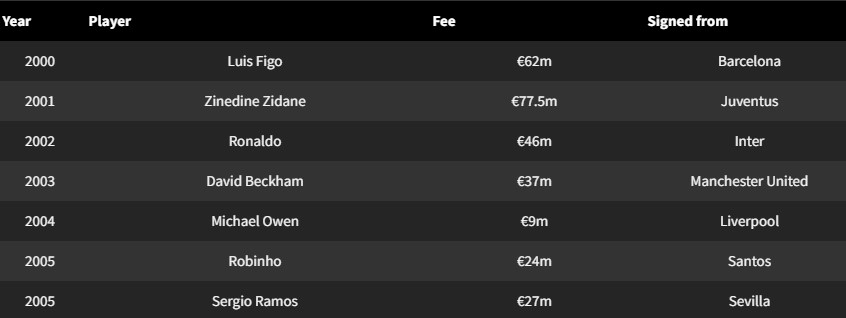 Year Player Fee Signed from
2000 Luis Figo €62m Barcelona
2001 Zinedine Zidane €77.5m Juventus
2002 Ronaldo €46m Inter
2003 David Beckham €37m Manchester United
2004 Michael Owen €9m Liverpool
2005 Robinho €24m Santos
2005 Sergio Ramos €27m Sevilla